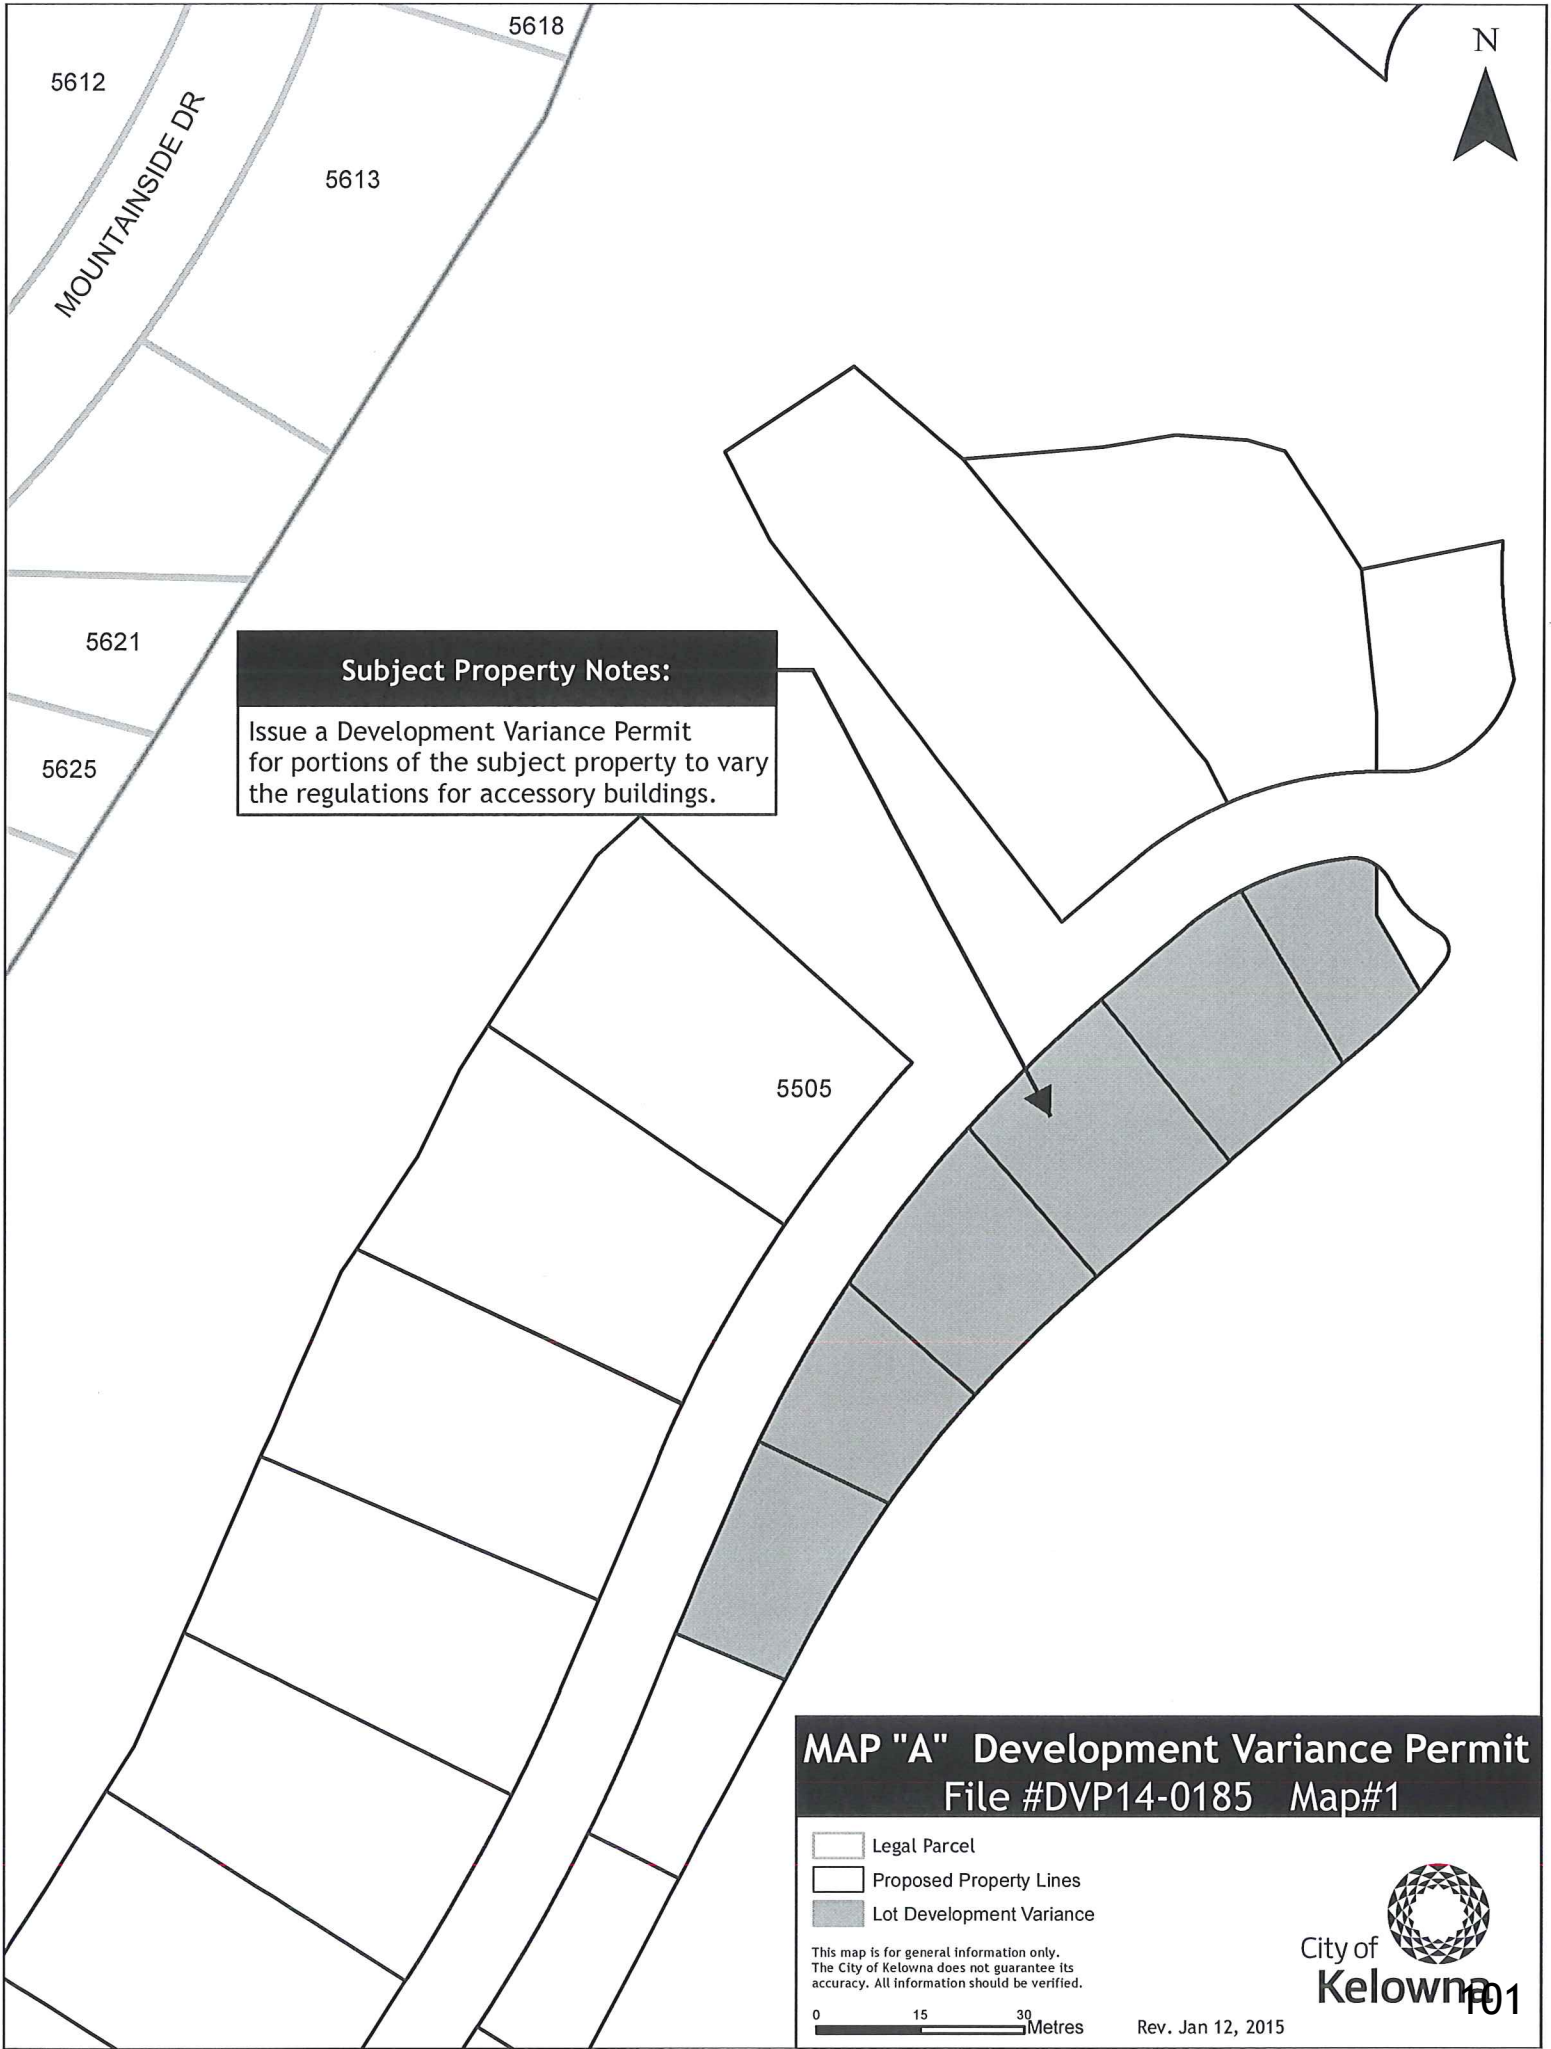 5618
5612
N
MOUNTAINSIDE DR
5613
5621
Subject Property Notes:
Issue a Development Variance Permit
for portions of the subject property to vary
the regulations for accessory buildings.
5625
5505
MAP "A" Development Variance Permit
File #DVP14-0185 Map#1
Legal Parcel
Proposed Property Lines
Lot Development Variance
This map is for general information only.
The City of Kelowna does not guarantee its
accuracy. All information should be verified.
City of
Kelowna
101
0 15 30
Metres
Rev. Jan 12, 2015